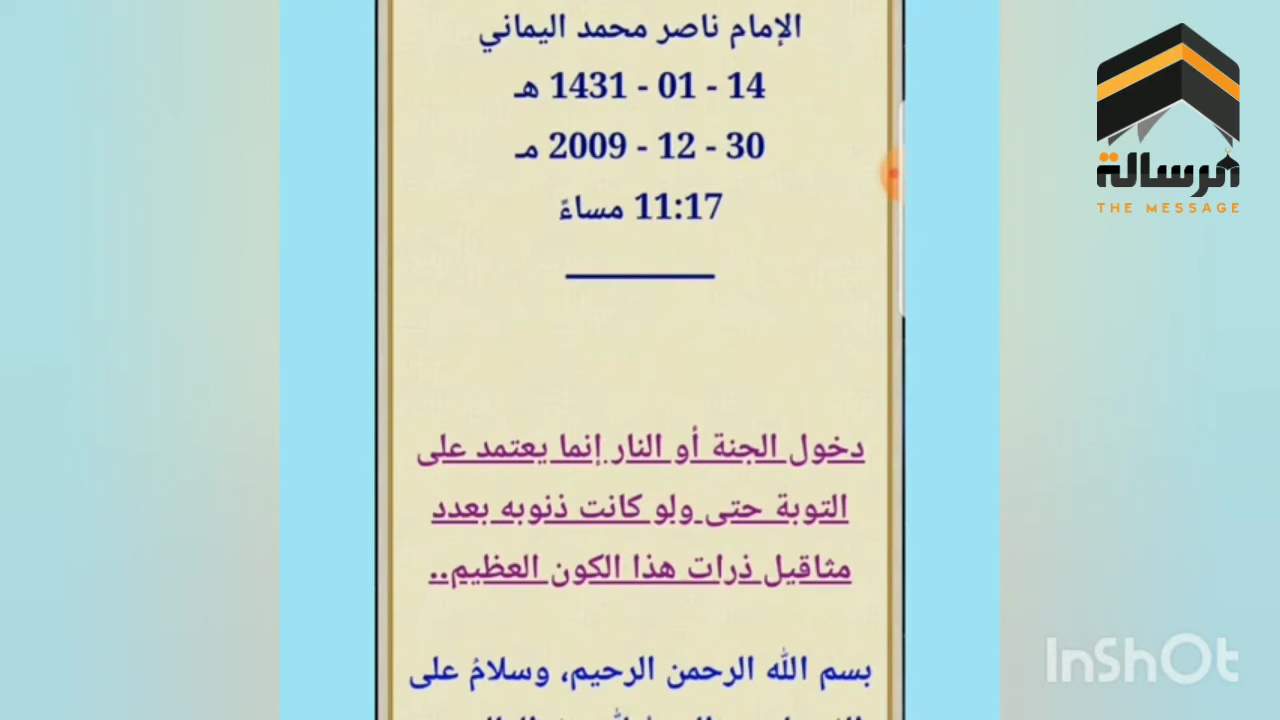 الإمام ناصر محمد اليماني
14 - 01 - 1431 هـ
30 - 12 - 2009 مـ
11:17 مساءً
دخول الجنة أو النار إنما يعتمد على
التوبة حتى ولو كانت ذنوبه بعدد
مثاقيل ذرات هذا الكون العظيم..
بسم الله الرحمن الرحيم، وسلامُ على
الرسالة
THE MESSAGE
InShOt